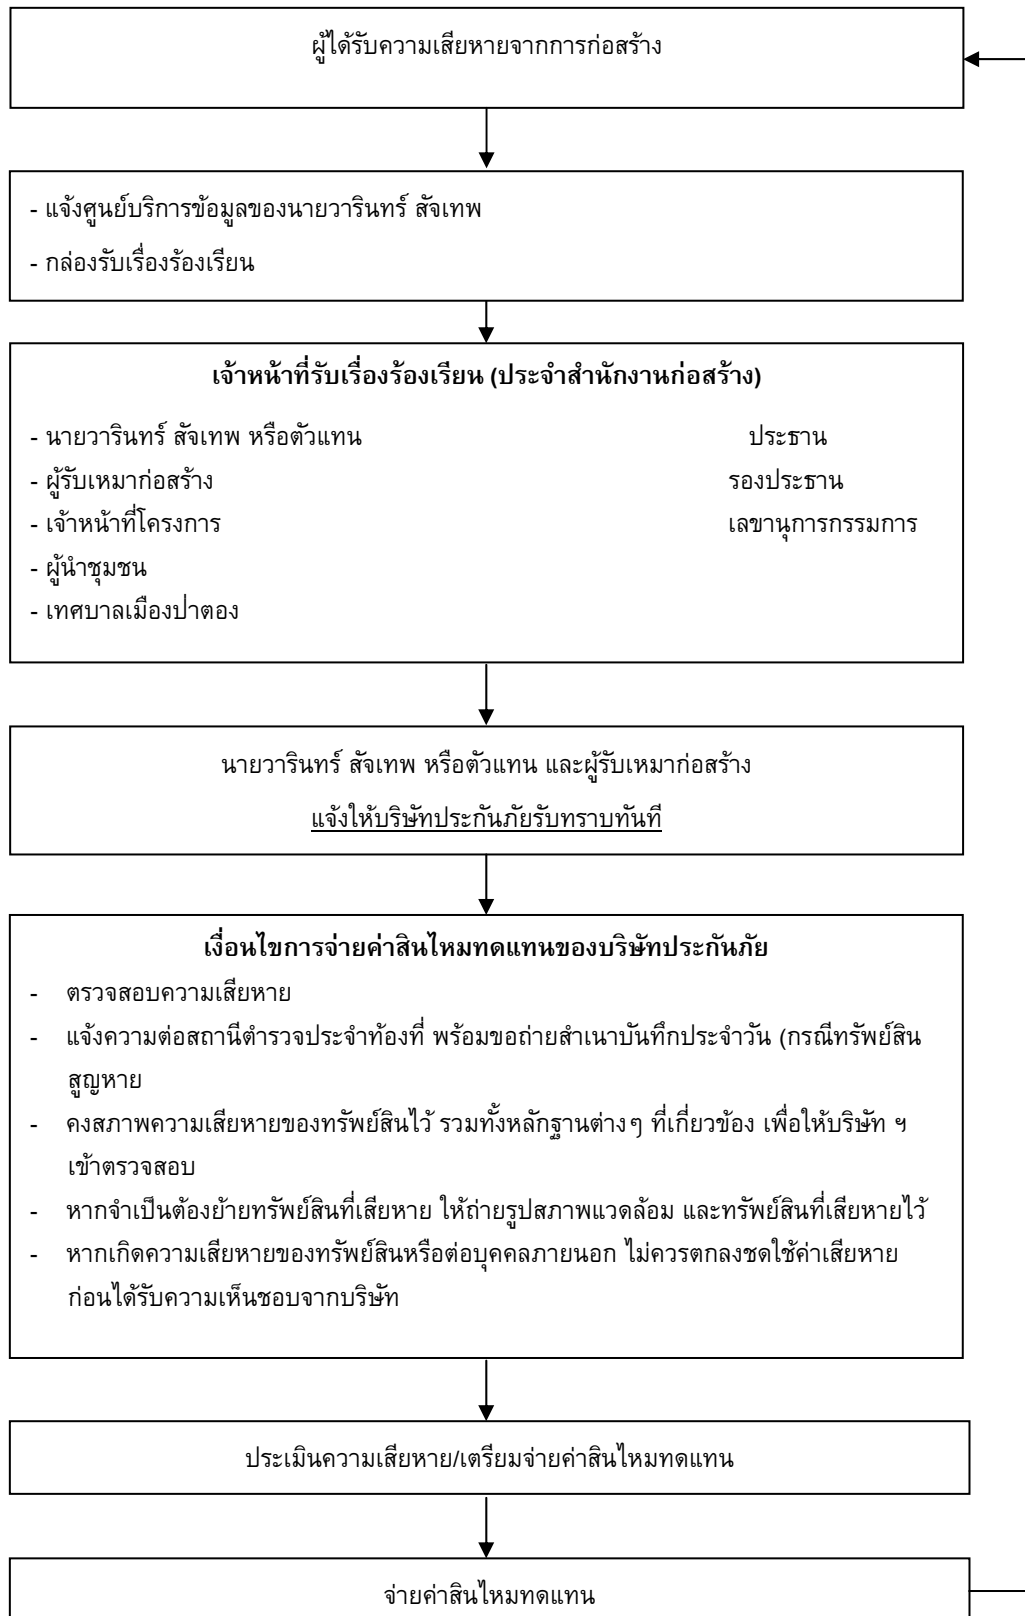 ผู้ได้รับความเสียหายจากการก่อสร้าง
- แจ้งศูนย์บริการข้อมูลของนายวารินทร์ สัจเทพ
- กล่องรับเรื่องร้องเรียน
เจ้าหน้าที่รับเรื่องร้องเรียน (ประจำสำนักงานก่อสร้าง)
- นายวารินทร์ สัจเทพ หรือตัวแทน ประธาน
- ผู้รับเหมาก่อสร้าง รองประธาน
- เจ้าหน้าที่โครงการ เลขานุการกรรมการ
- ผู้นำชุมชน
- เทศบาลเมืองป่าตอง
นายวารินทร์ สัจเทพ หรือตัวแทน และผู้รับเหมาก่อสร้าง
แจ้งให้บริษัทประกันภัยรับทราบทันที
เงื่อนไขการจ่ายค่าสินไหมทดแทนของบริษัทประกันภัย
- ตรวจสอบความเสียหาย
- แจ้งความต่อสถานีตำรวจประจำท้องที่ พร้อมขอถ่ายสำเนาบันทึกประจำวัน (กรณีทรัพย์สิน
สูญหาย
- คงสภาพความเสียหายของทรัพย์สินไว้ รวมทั้งหลักฐานต่างๆ ที่เกี่ยวข้อง เพื่อให้บริษัท ฯ
เข้าตรวจสอบ
- หากจำเป็นต้องย้ายทรัพย์สินที่เสียหาย ให้ถ่ายรูปสภาพแวดล้อม และทรัพย์สินที่เสียหายไว้
- หากเกิดความเสียหายของทรัพย์สินหรือต่อบุคคลภายนอก ไม่ควรตกลงชดใช้ค่าเสียหาย
ก่อนได้รับความเห็นชอบจากบริษัท
ประเมินความเสียหาย/เตรียมจ่ายค่าสินไหมทดแทน
จ่ายค่าสินไหมทดแทน